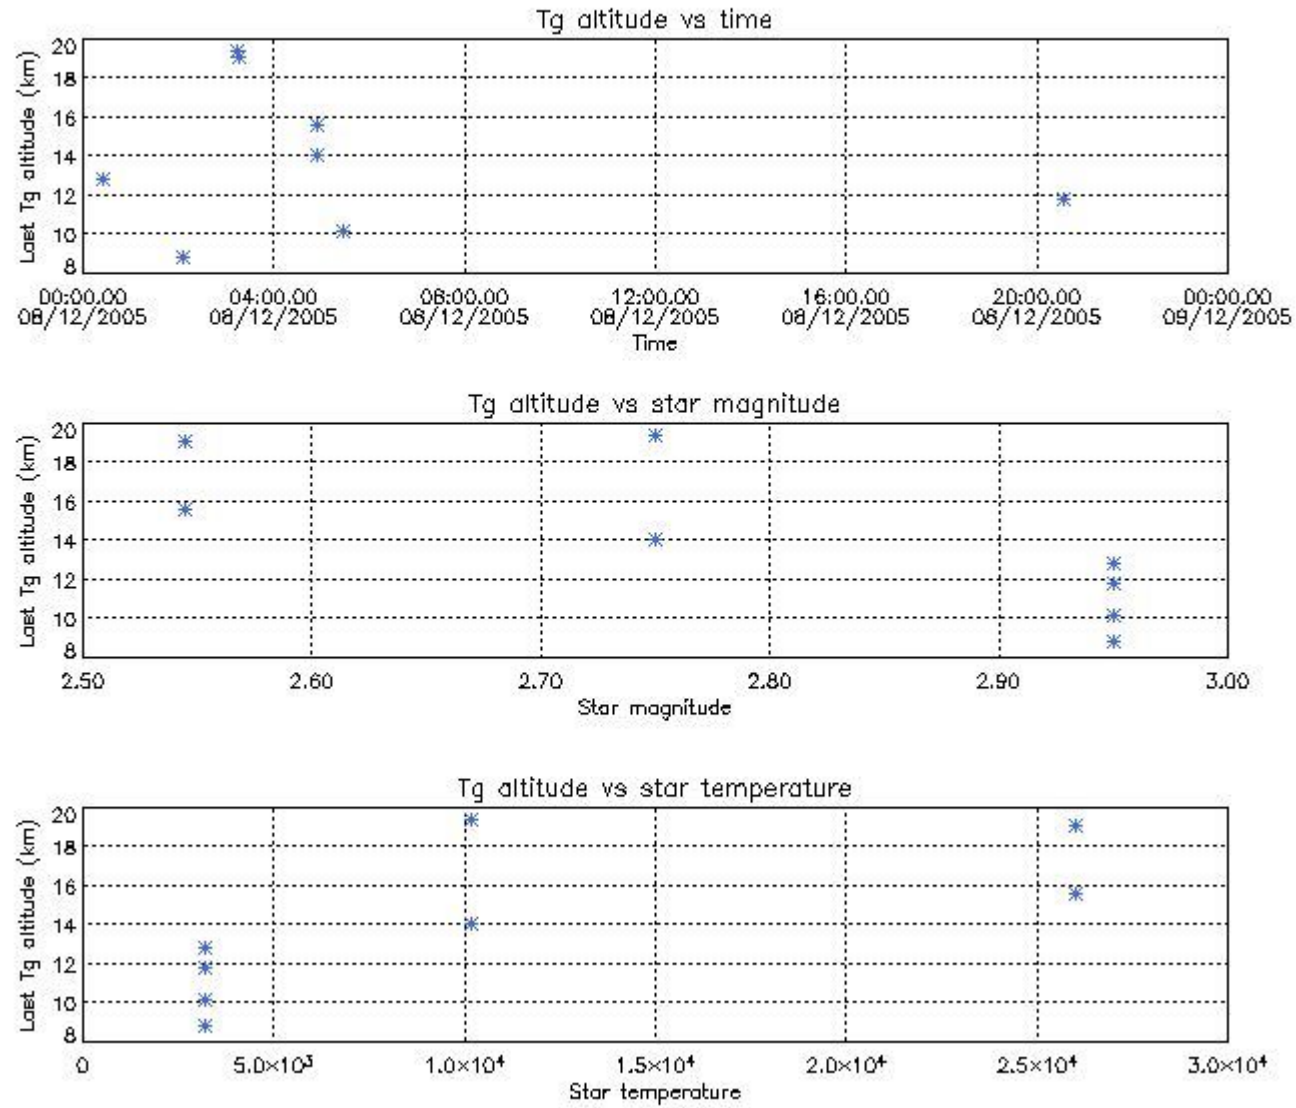 Tg altitude vs time
Last Tg altitude (km)
20
18
16
14
12
10
8
00:00.00 04:00.00 08:00.00 12:00.00 16:00.00 20:00.00 00:00.00
08/12/2005 08/12/2005 08/12/2005 08/12/2005 08/12/2005 08/12/2005 09/12/2005
Time
Tg altitude vs star magnitude
Last Tg altitude (km)
20
18
16
14
12
10
8
2.50 2.60 2.70 2.80 2.90 3.00
Star magnitude
Tg altitude vs star temperature
Last Tg altitude (km)
20
18
16
14
12
10
8
0 5.0×10³ 1.0×10⁴ 1.5×10⁴ 2.0×10⁴ 2.5×10⁴ 3.0×10⁴
Star temperature